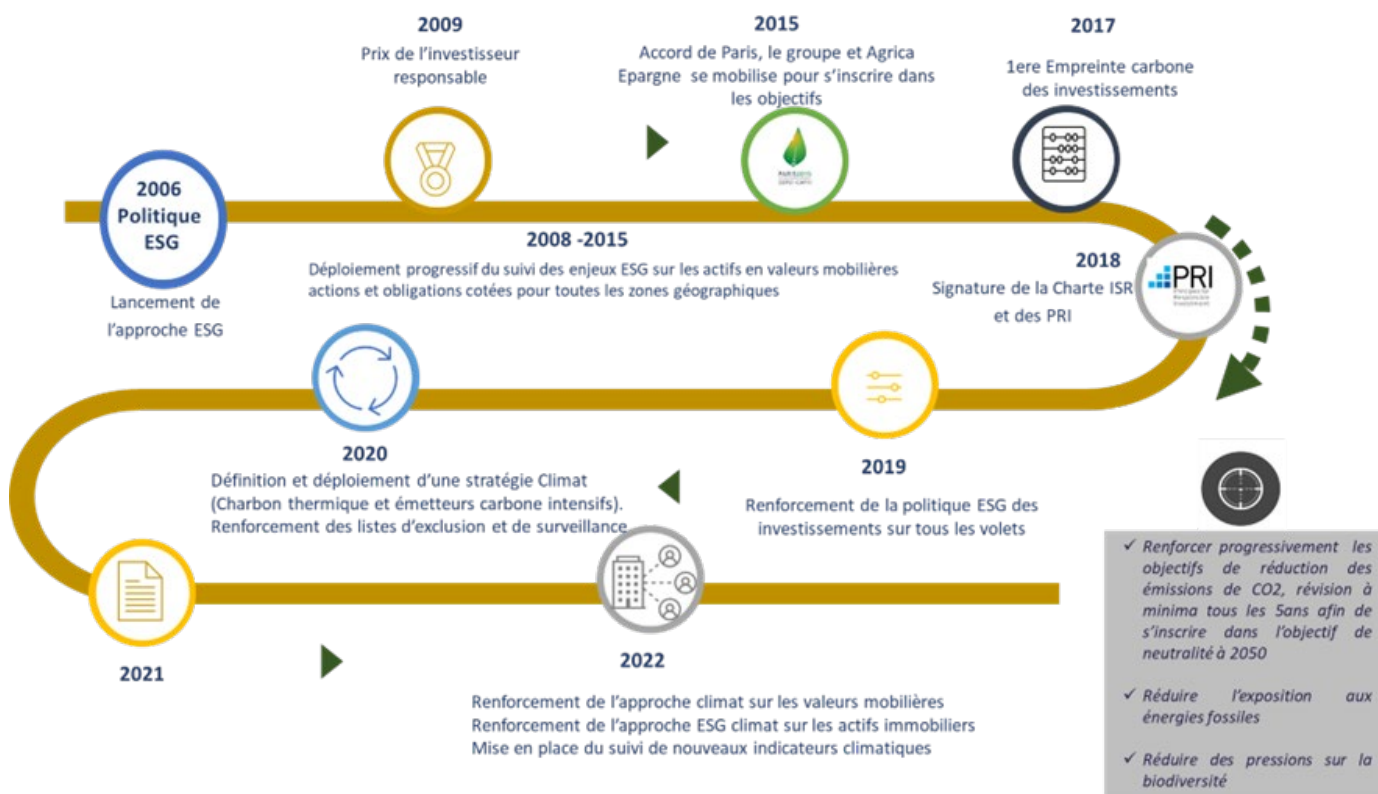 2009
Prix de l'investisseur
responsable
2015
Accord de Paris, le groupe et Agrica
Epargne se mobilise pour s'inscrire dans
les objectifs
2017
1ere Empreinte carbone
des investissements
2006
Politique
ESG
Lancement de
l'approche ESG
2008 -2015
Déploiement progressif du suivi des enjeux ESG sur les actifs en valeurs mobilières
actions et obligations cotées pour toutes les zones géographiques
2018
Signature de la Charte ISR
et des PRI
PRI
Principles for
Responsible
Investment
2020
Définition et déploiement d'une stratégie Climat
(Charbon thermique et émetteurs carbone intensifs).
Renforcement des listes d'exclusion et de surveillance
2019
Renforcement de la politique ESG des
investissements sur tous les volets
2021
2022
Renforcement de l'approche climat sur les valeurs mobilières
Renforcement de l'approche ESG climat sur les actifs immobiliers
Mise en place du suivi de nouveaux indicateurs climatiques
✓ Renforcer progressivement les
objectifs de réduction des
émissions de CO2, révision à
minima tous les 5ans afin de
s'inscrire dans l'objectif de
neutralité à 2050
✓ Réduire l'exposition aux
énergies fossiles
✓ Réduire des pressions sur la
biodiversité